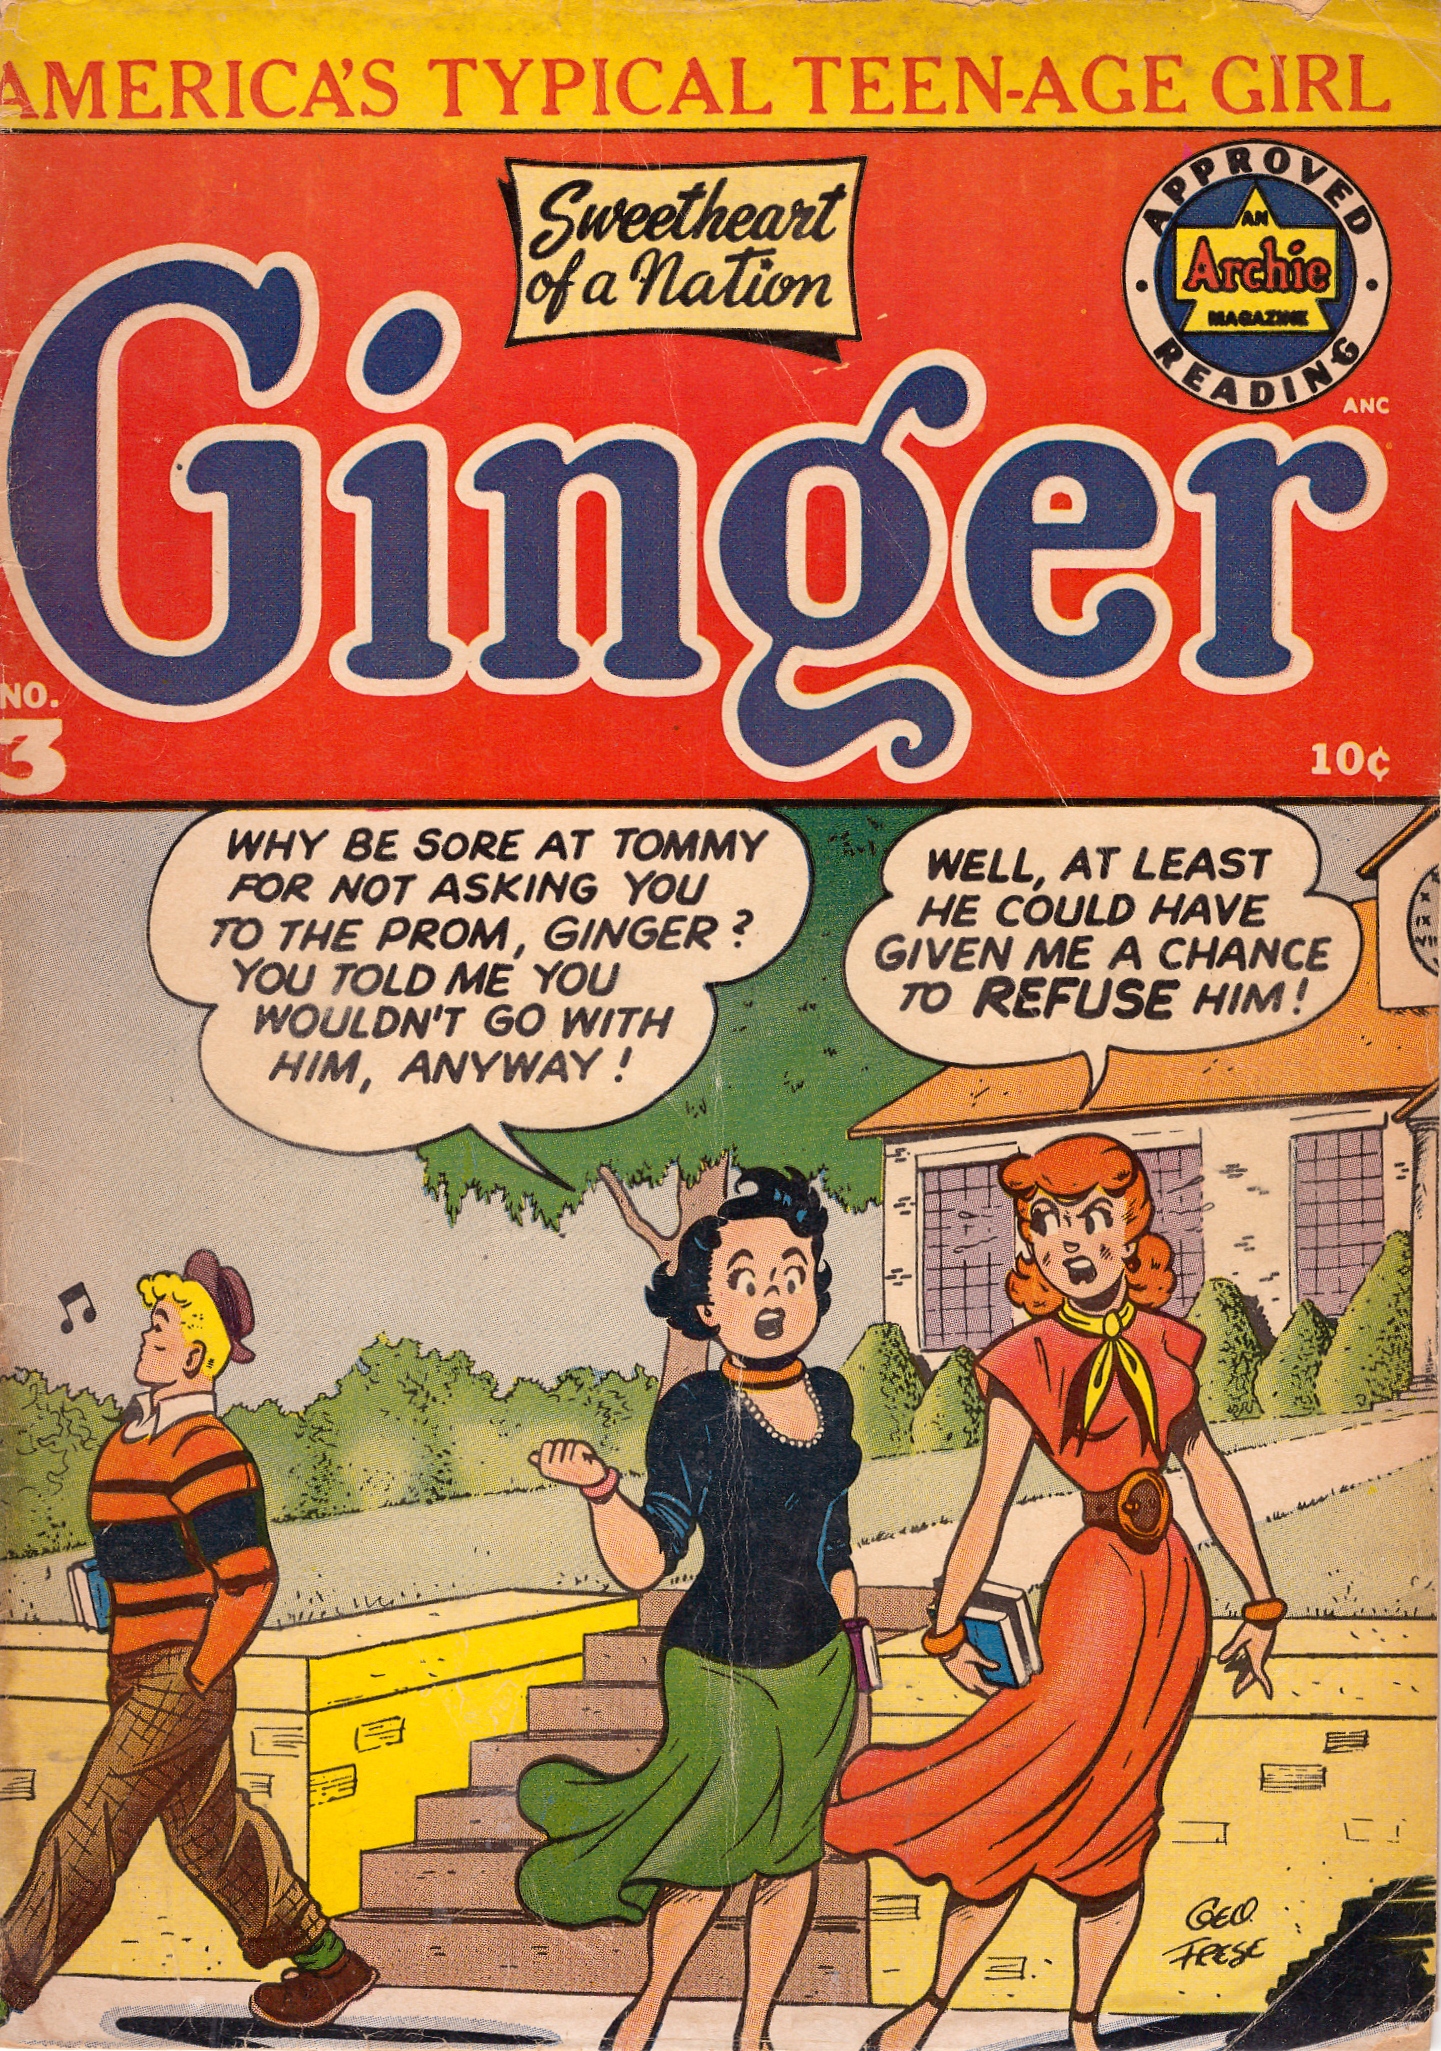 AMERICA'S TYPICAL TEEN-AGE GIRL
Sweetheart
of a Nation
APPROVED
AN
Archie
MAGAZINE
READING
ANC
Ginger
NO.
3
10¢
WHY BE SORE AT TOMMY
FOR NOT ASKING YOU
TO THE PROM, GINGER?
YOU TOLD ME YOU
WOULDN'T GO WITH
HIM, ANYWAY!
WELL, AT LEAST
HE COULD HAVE
GIVEN ME A CHANCE
TO REFUSE HIM!
X
IX
VIII
GEO.
FRESE